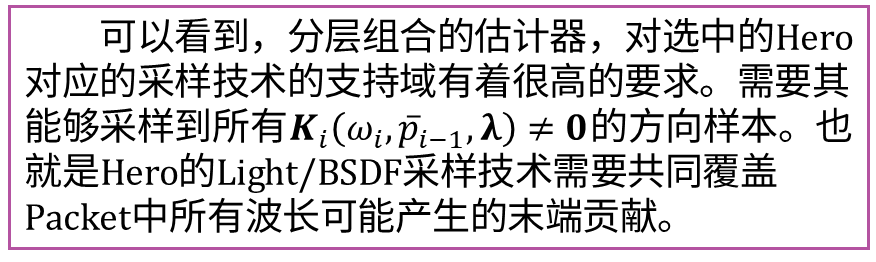 可以看到，分层组合的估计器，对选中的Hero
对应的采样技术的支持域有着很高的要求。需要其
能够采样到所有𝑲ᵢ(ωᵢ, p̄ᵢ₋₁, 𝛌) ≠ 𝟎的方向样本。也
就是Hero的Light/BSDF采样技术需要共同覆盖
Packet中所有波长可能产生的末端贡献。